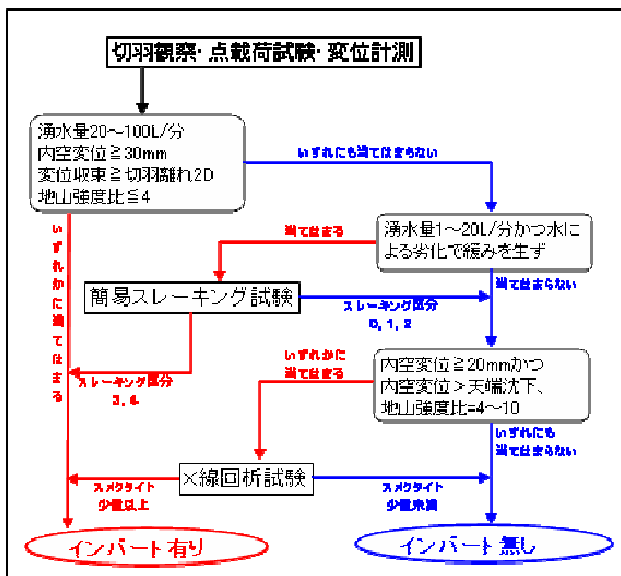 切羽観察・点載荷試験・変位計測
湧水量20~100L/分
内空変位≧30mm
変位収束≧切羽離れ2D
地山強度比≦4
いずれにも当てはまらない
いずれかに当てはまる
湧水量1~20L/分かつ水に
よる劣化で緩みを生ず
当てはまる
当てはまらない
簡易スレーキング試験
スレーキング区分
0,1,2
スレーキング区分
3,4
いずれかに
当てはまる
内空変位≧20mmかつ
内空変位>天端沈下、
地山強度比=4~10
いずれにも
当てはまらない
X線回析試験
スメクタイト
少量以上
スメクタイト
少量未満
インバート有り
インバート無し